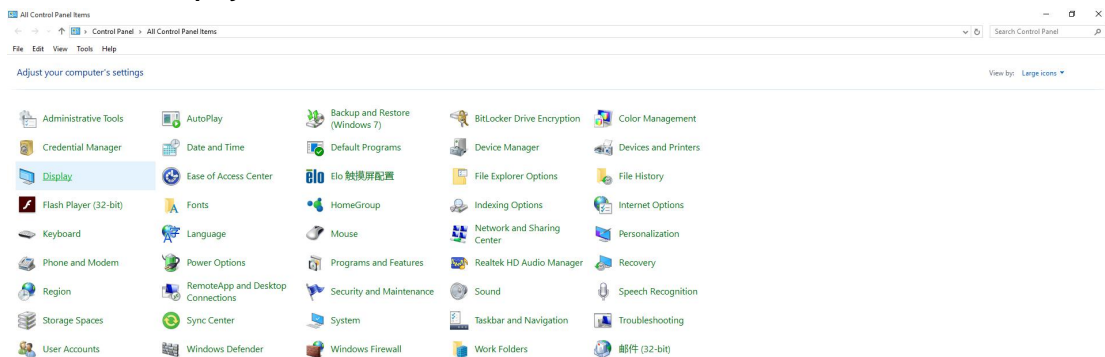 All Control Panel Items
Control Panel > All Control Panel Items
Search Control Panel
File Edit View Tools Help
Adjust your computer's settings
View by: Large icons
Administrative Tools
AutoPlay
Backup and Restore
(Windows 7)
BitLocker Drive Encryption
Color Management
Credential Manager
Date and Time
Default Programs
Device Manager
Devices and Printers
Display
Ease of Access Center
elo
Elo 触摸屏配置
File Explorer Options
File History
Flash Player (32-bit)
Fonts
HomeGroup
Indexing Options
Internet Options
Keyboard
Language
Mouse
Network and Sharing
Center
Personalization
Phone and Modem
Power Options
Programs and Features
Realtek HD Audio Manager
Recovery
Region
RemoteApp and Desktop
Connections
Security and Maintenance
Sound
Speech Recognition
Storage Spaces
Sync Center
System
Taskbar and Navigation
Troubleshooting
User Accounts
Windows Defender
Windows Firewall
Work Folders
邮件 (32-bit)